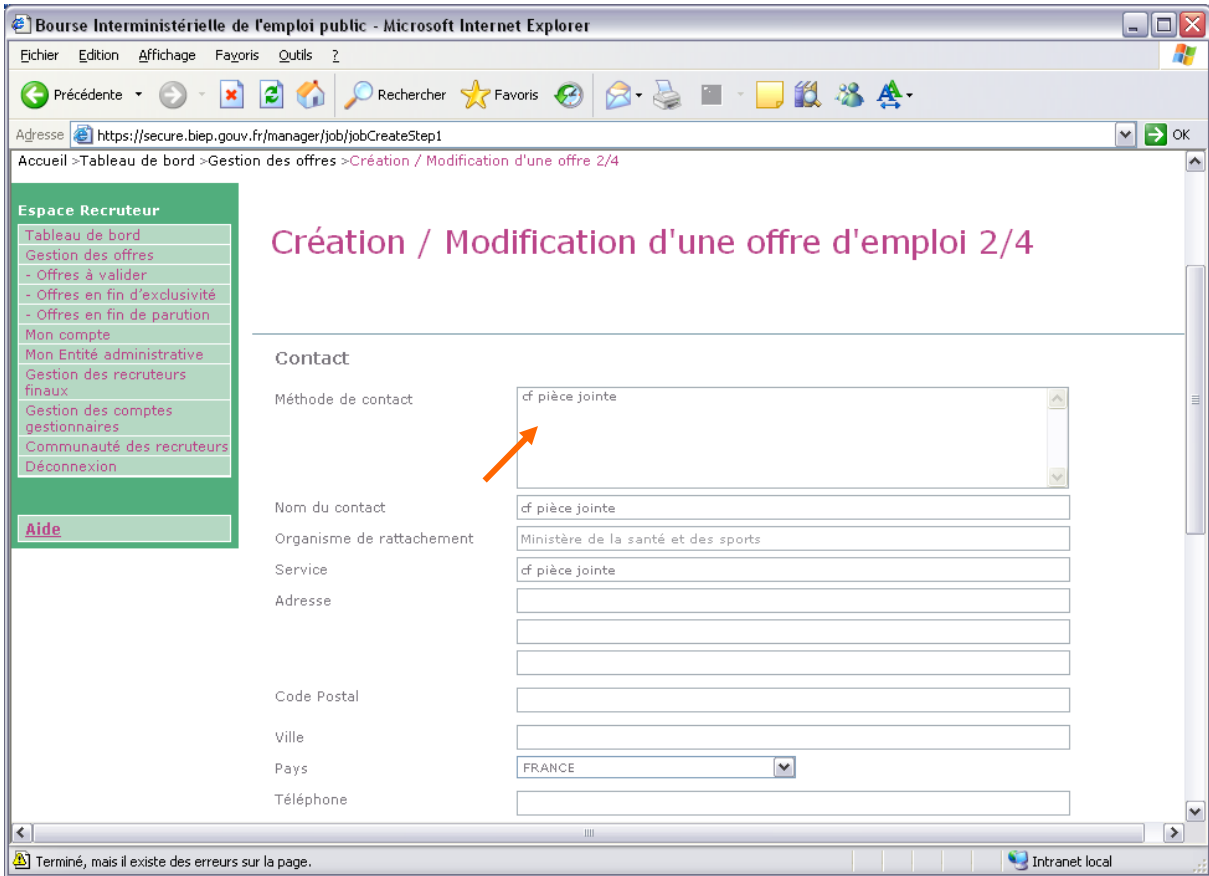 Bourse Interministérielle de l'emploi public - Microsoft Internet Explorer
Fichier Edition Affichage Favoris Outils ?
Précédente Rechercher Favoris
Adresse https://secure.biep.gouv.fr/manager/job/jobCreateStep1 OK
Accueil >Tableau de bord >Gestion des offres >Création / Modification d'une offre 2/4
Espace Recruteur
Tableau de bord
Gestion des offres
- Offres à valider
- Offres en fin d'exclusivité
- Offres en fin de parution
Mon compte
Mon Entité administrative
Gestion des recruteurs
finaux
Gestion des comptes
gestionnaires
Communauté des recruteurs
Déconnexion
Aide
Création / Modification d'une offre d'emploi 2/4
Contact
Méthode de contact cf pièce jointe
Nom du contact cf pièce jointe
Organisme de rattachement Ministère de la santé et des sports
Service cf pièce jointe
Adresse
Code Postal
Ville
Pays FRANCE
Téléphone
Terminé, mais il existe des erreurs sur la page. Intranet local